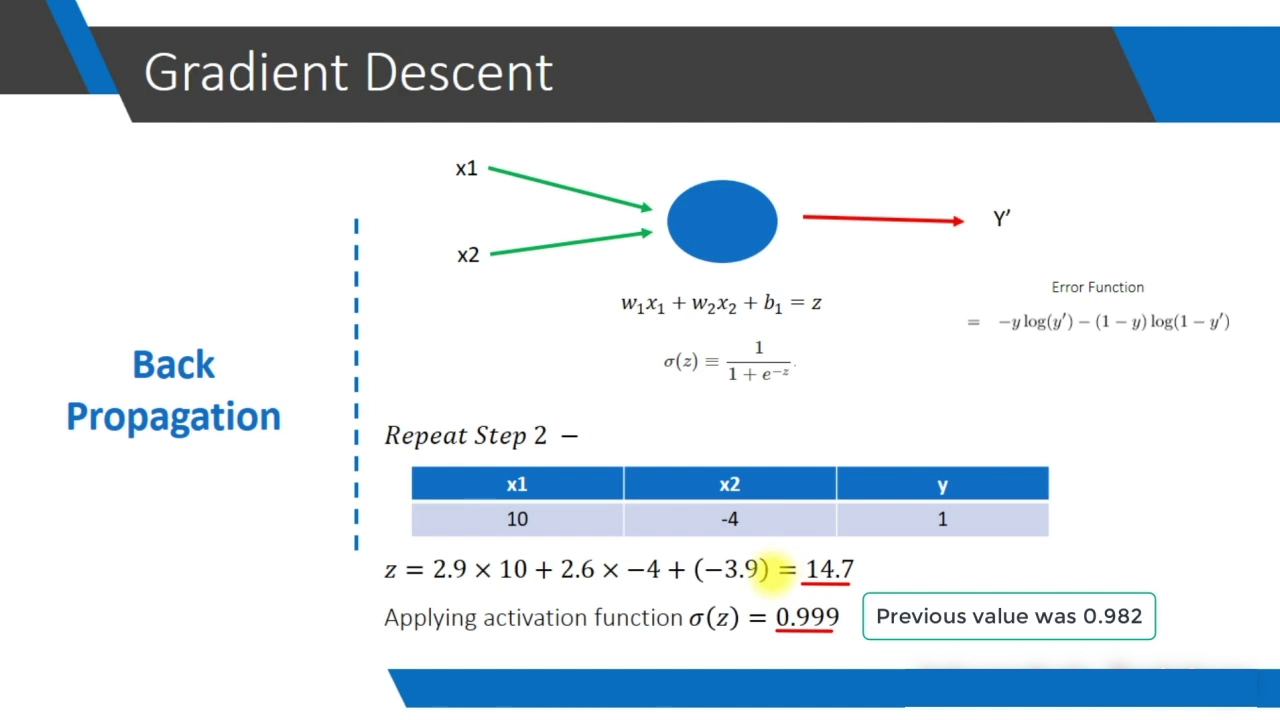 Gradient Descent
x1
x2
Y'
w₁x₁ + w₂x₂ + b₁ = z
Error Function
= −y log(y′) − (1 − y) log(1 − y′)
σ(z) ≡ 1 / (1 + e⁻ᶻ).
Back
Propagation
Repeat Step 2 −
x1 x2 y
10 -4 1
z = 2.9 × 10 + 2.6 × −4 + (−3.9) = 14.7
Applying activation function σ(z) = 0.999
Previous value was 0.982